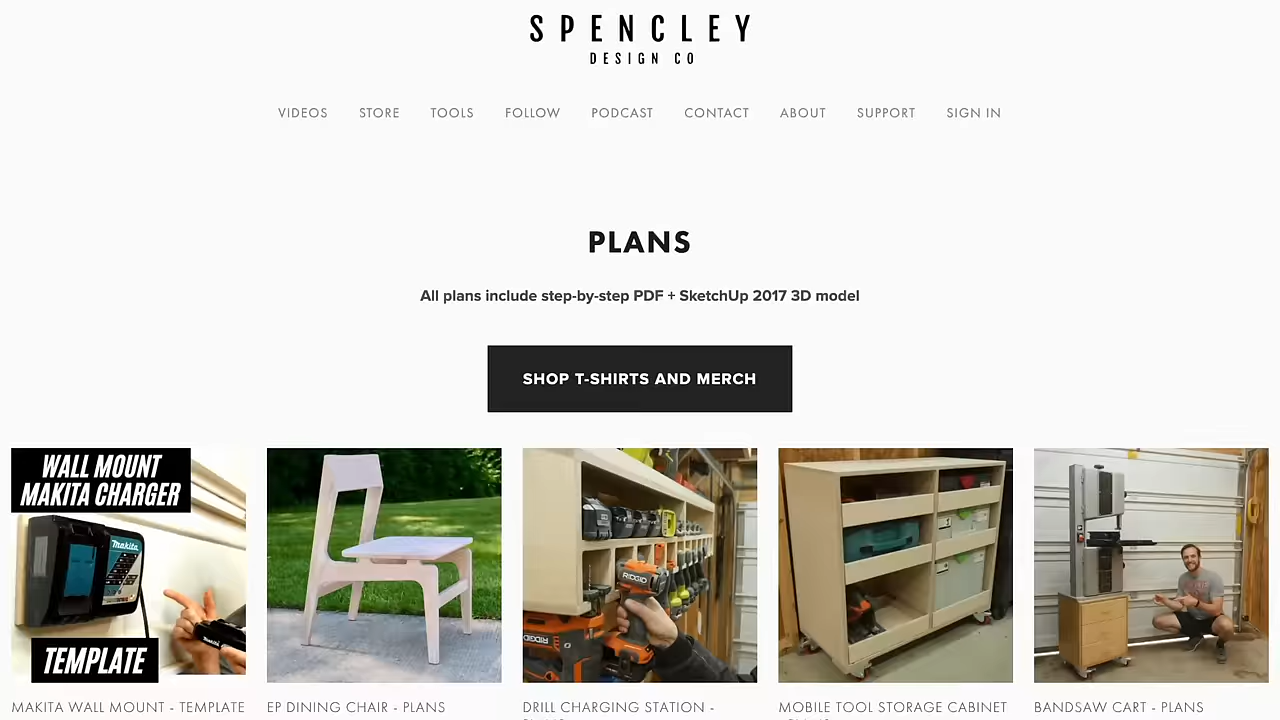 SPENCLEY
DESIGN CO
VIDEOS STORE TOOLS FOLLOW PODCAST CONTACT ABOUT SUPPORT SIGN IN
PLANS
All plans include step-by-step PDF + SketchUp 2017 3D model
SHOP T-SHIRTS AND MERCH
WALL MOUNT
MAKITA CHARGER
makita
TEMPLATE
RIDGID
RIDGID
RIDGID
MAKITA WALL MOUNT - TEMPLATE
EP DINING CHAIR - PLANS
DRILL CHARGING STATION -
MOBILE TOOL STORAGE CABINET
BANDSAW CART - PLANS